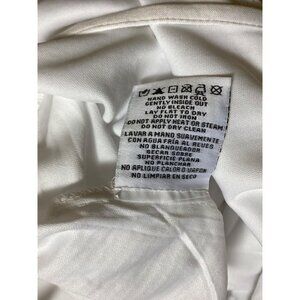 HAND WASH COLD
GENTLY INSIDE OUT
NO BLEACH
LAY FLAT TO DRY
DO NOT IRON
DO NOT APPLY HEAT OR STEAM
DO NOT DRY CLEAN
LAVAR A MANO SUAVEMENTE
CON AGUA FRIA AL REVES
NO BLANQUEADOR
SECAR SOBRE
SUPERFICIE PLANA
NO PLANCHAR
NO APLIQUE CALOR O VAPOR
NO LIMPIAR EN SECO